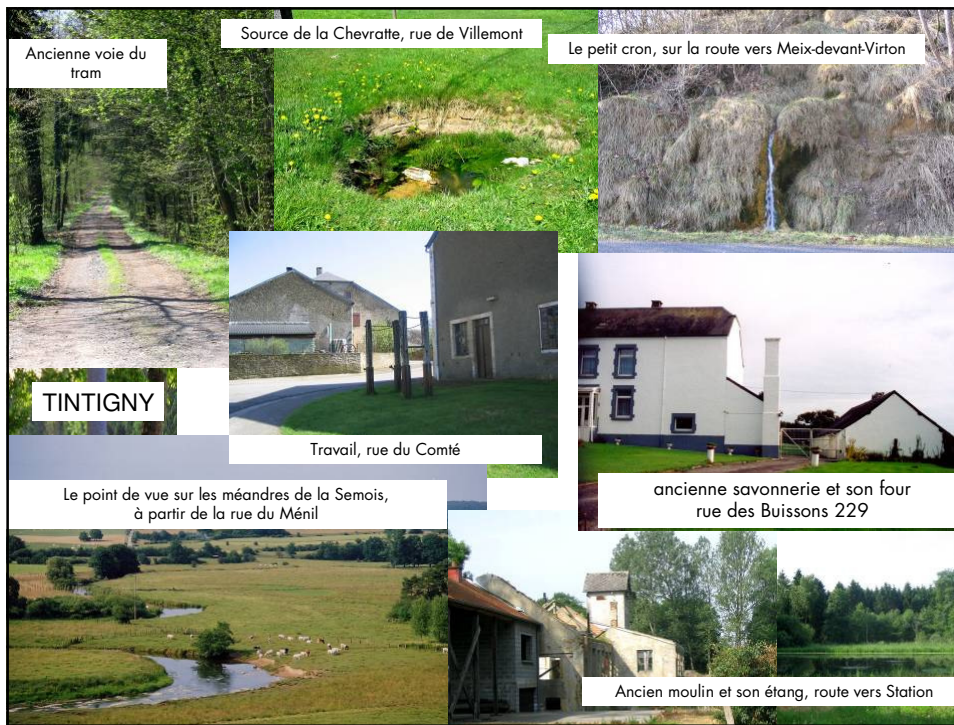 Ancienne voie du
tram
Source de la Chevratte, rue de Villemont
Le petit cron, sur la route vers Meix-devant-Virton
TINTIGNY
Travail, rue du Comté
Le point de vue sur les méandres de la Semois,
à partir de la rue du Ménil
ancienne savonnerie et son four
rue des Buissons 229
Ancien moulin et son étang, route vers Station